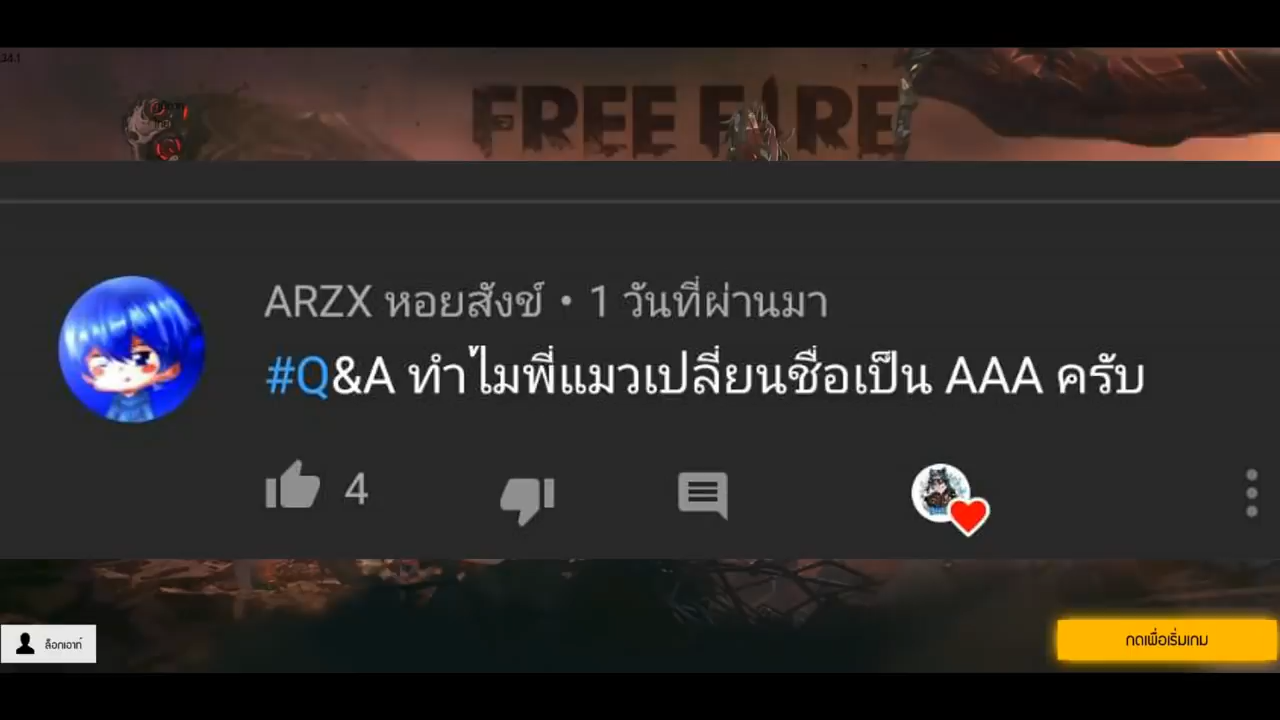 .34.1
FREE FIRE
ARZX หอยสังข์ • 1 วันที่ผ่านมา
#Q&A ทำไมพี่แมวเปลี่ยนชื่อเป็น AAA ครับ
4
ล็อกเอาท์
กดเพื่อเริ่มเกม